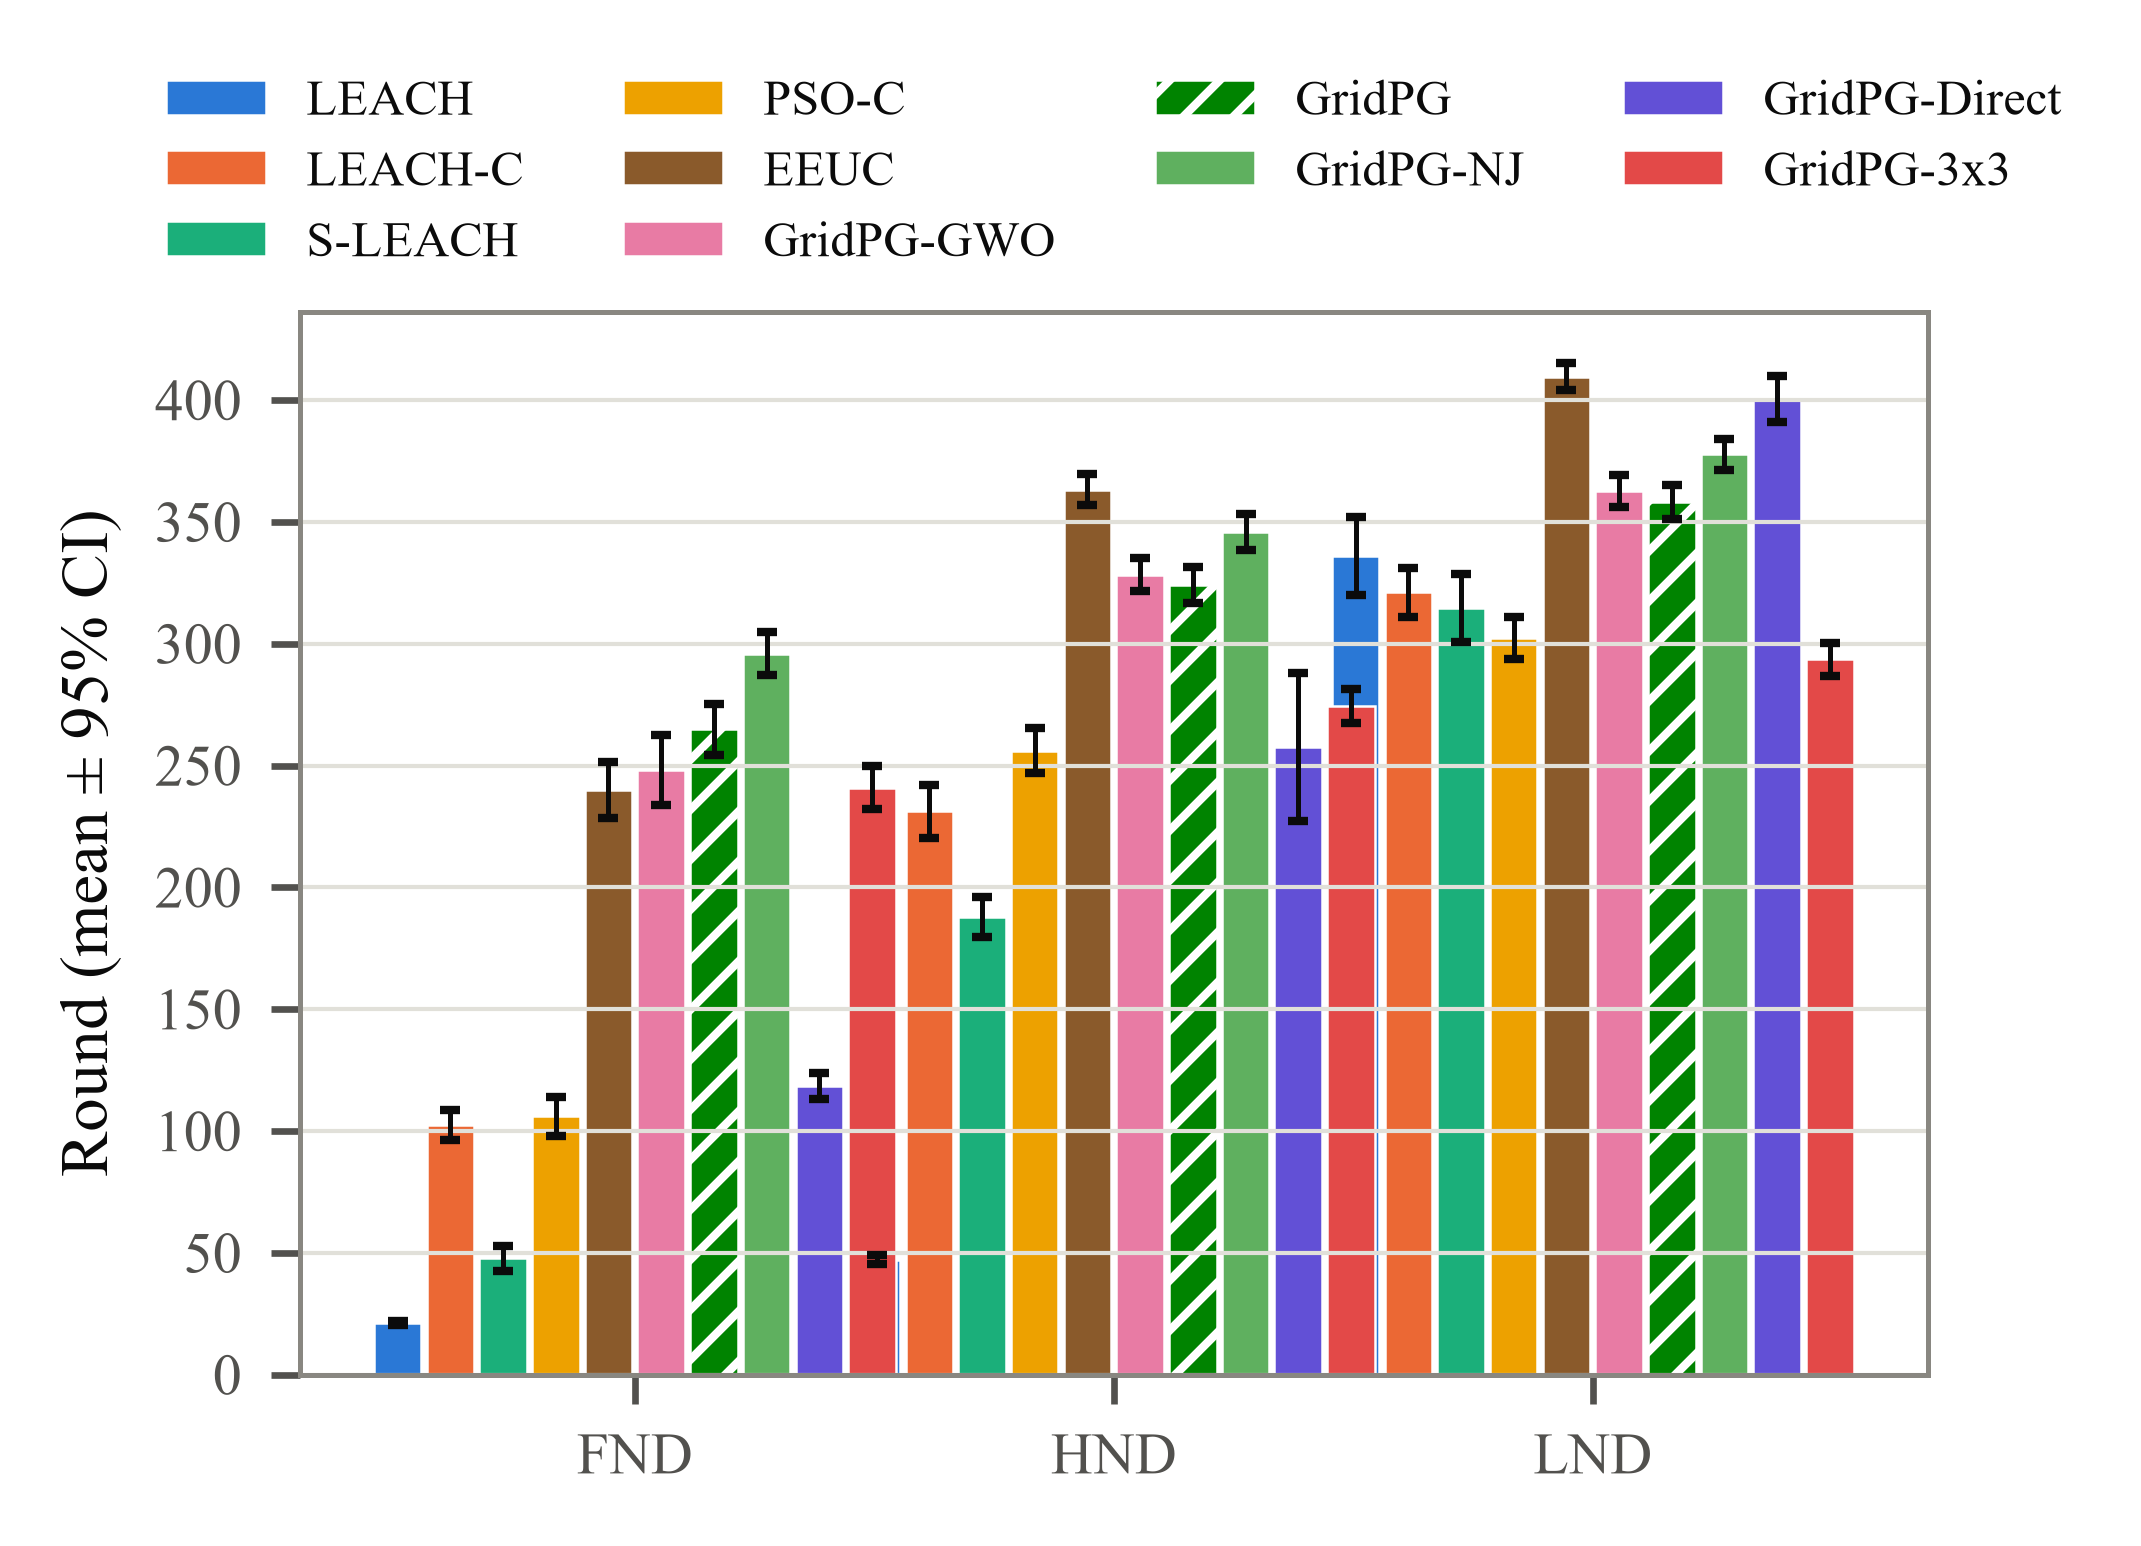 LEACH PSO-C GridPG GridPG-Direct
LEACH-C EEUC GridPG-NJ GridPG-3x3
S-LEACH GridPG-GWO
Round (mean ± 95% CI)
400
350
300
250
200
150
100
50
0
FND HND LND